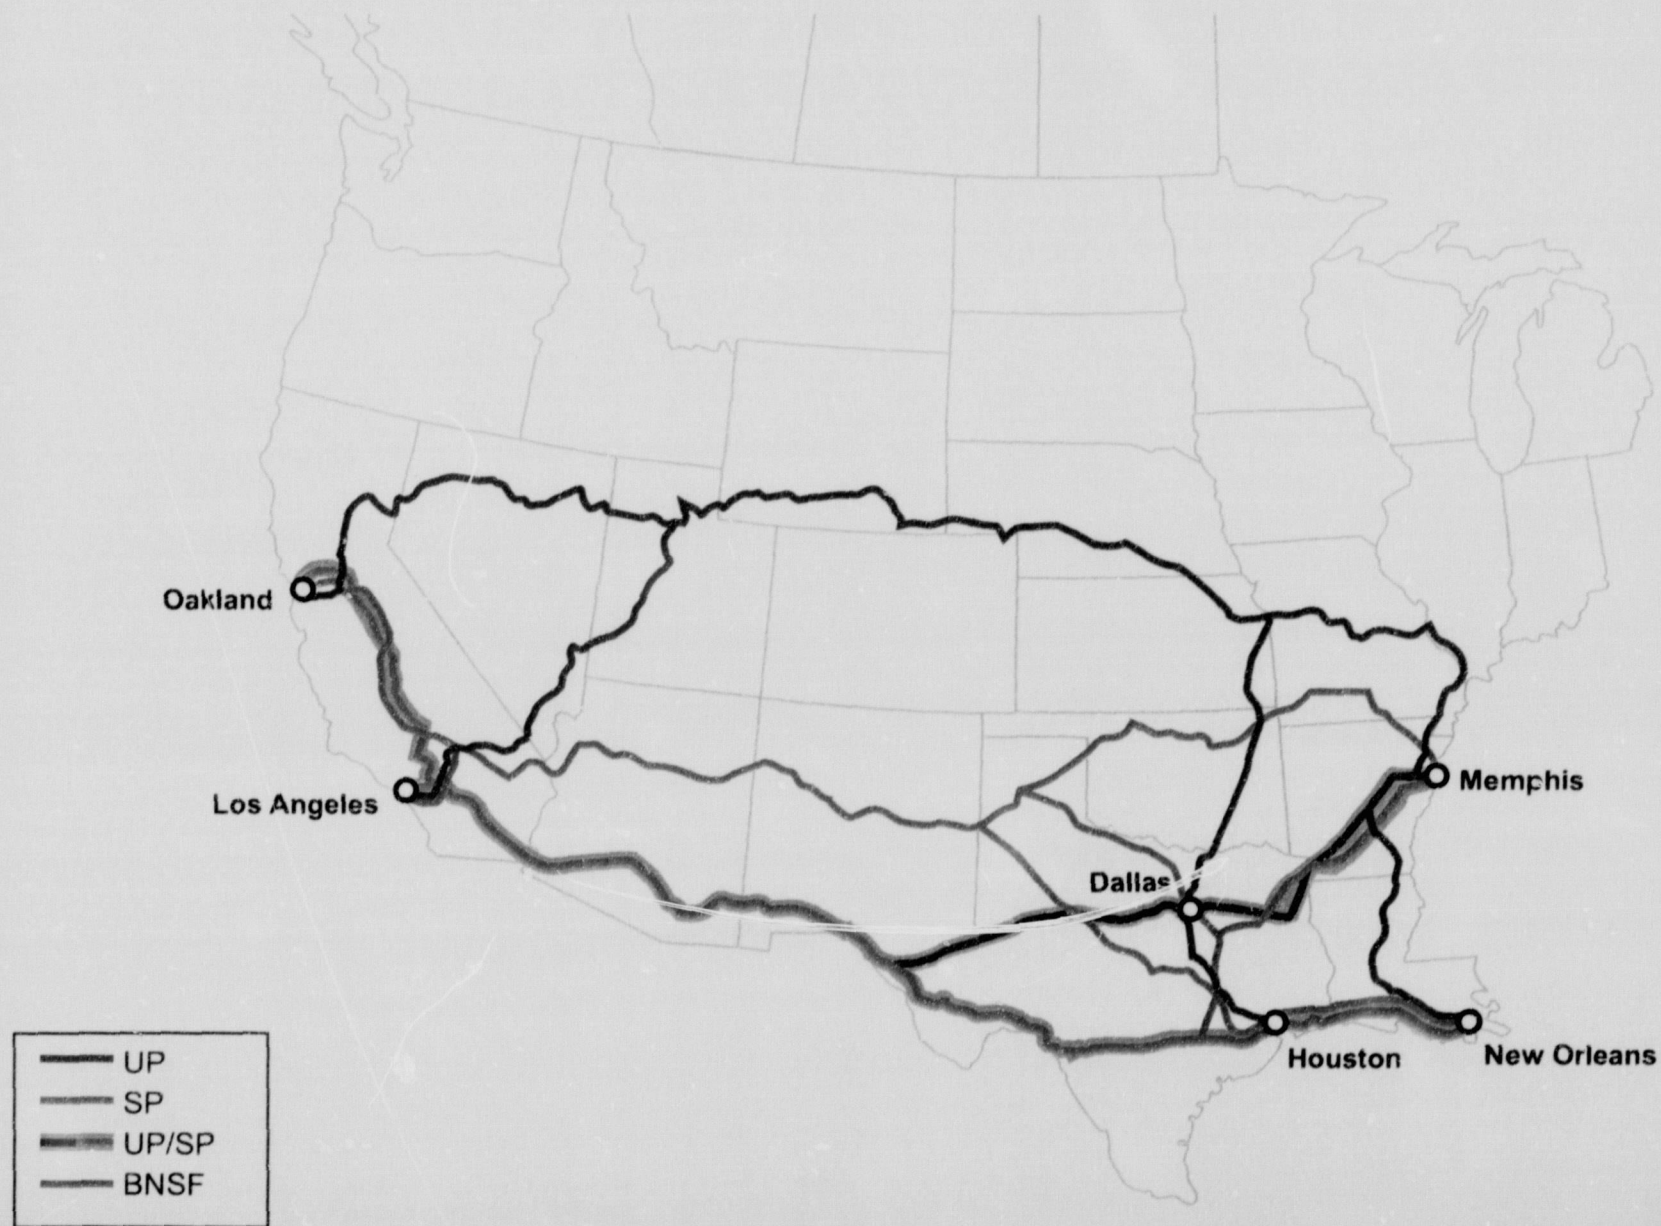 Oakland
Los Angeles
Memphis
Dallas
Houston
New Orleans
UP
SP
UP/SP
BNSF